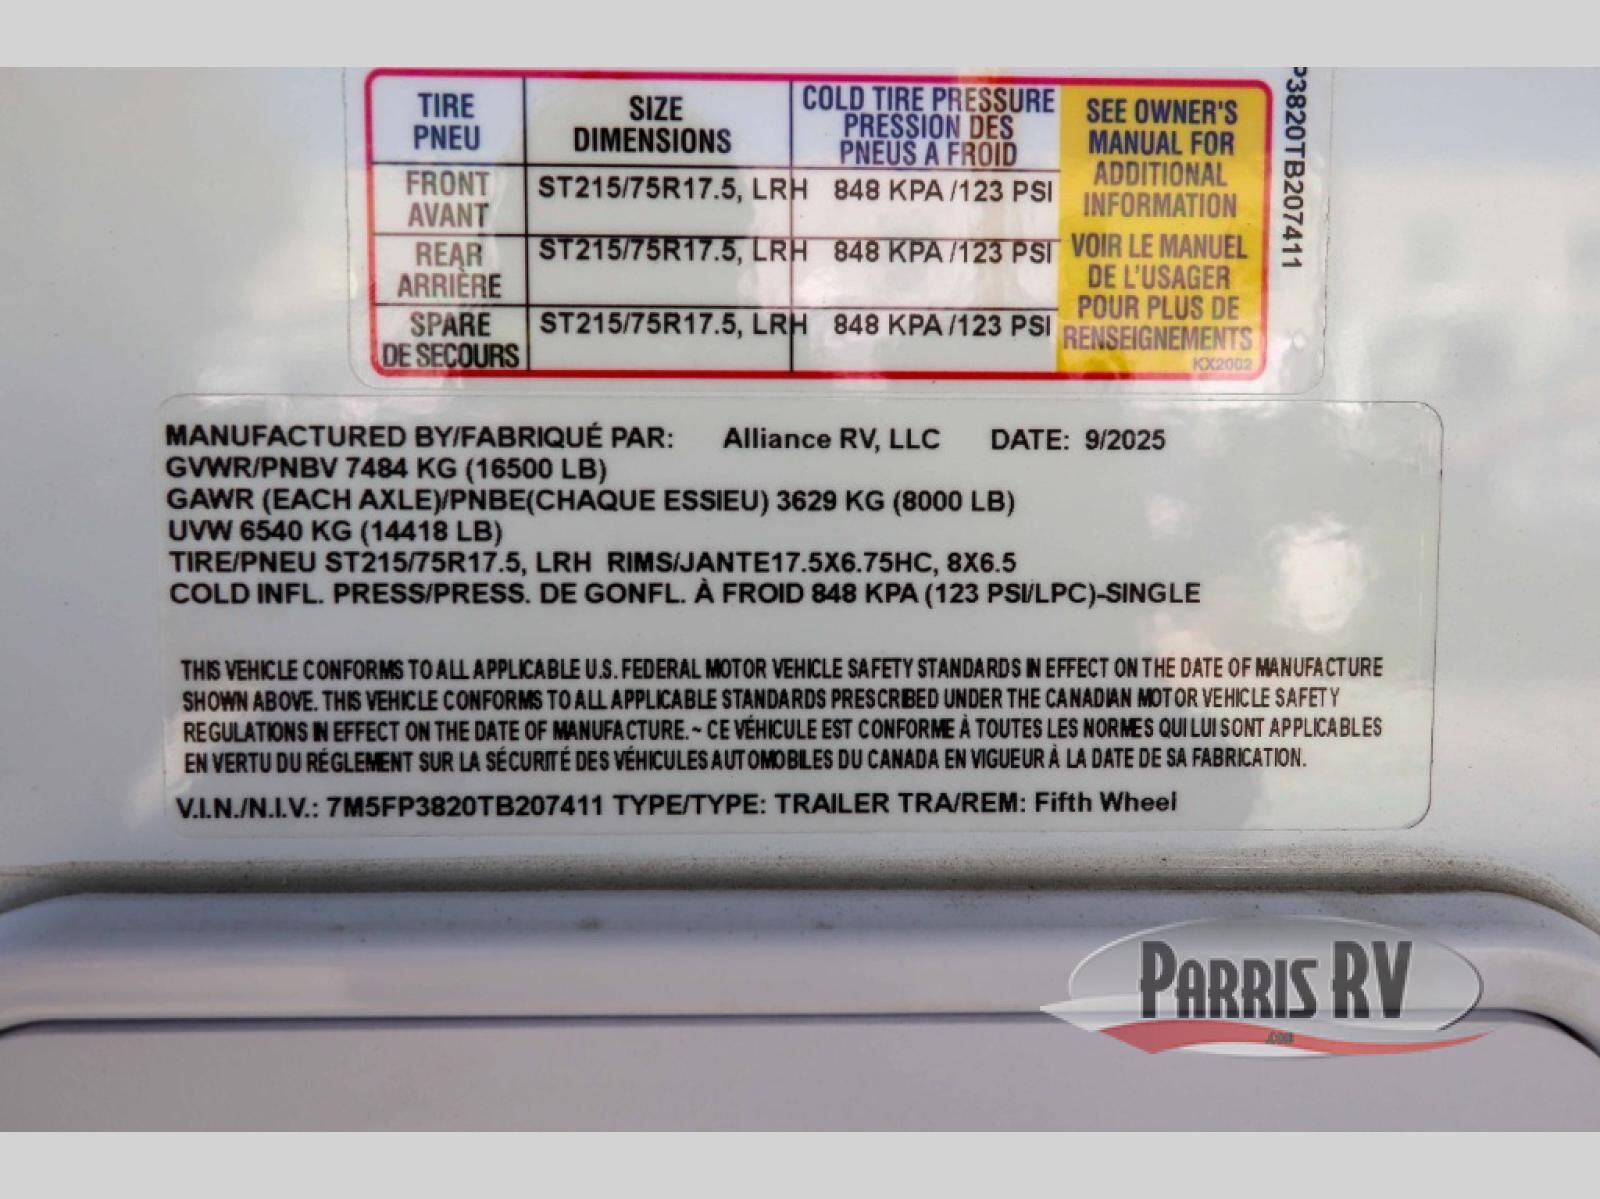 TIRE
PNEU
SIZE
DIMENSIONS
COLD TIRE PRESSURE
PRESSION DES
PNEUS A FROID
SEE OWNER'S
MANUAL FOR
ADDITIONAL
INFORMATION
VOIR LE MANUEL
DE L'USAGER
POUR PLUS DE
RENSEIGNEMENTS
KX2002
FRONT
AVANT
ST215/75R17.5, LRH 848 KPA /123 PSI
REAR
ARRIÈRE
ST215/75R17.5, LRH 848 KPA /123 PSI
SPARE
DE SECOURS
ST215/75R17.5, LRH 848 KPA /123 PSI
P3820TB207411
MANUFACTURED BY/FABRIQUÉ PAR: Alliance RV, LLC DATE: 9/2025
GVWR/PNBV 7484 KG (16500 LB)
GAWR (EACH AXLE)/PNBE(CHAQUE ESSIEU) 3629 KG (8000 LB)
UVW 6540 KG (14418 LB)
TIRE/PNEU ST215/75R17.5, LRH RIMS/JANTE17.5X6.75HC, 8X6.5
COLD INFL. PRESS/PRESS. DE GONFL. À FROID 848 KPA (123 PSI/LPC)-SINGLE
THIS VEHICLE CONFORMS TO ALL APPLICABLE U.S. FEDERAL MOTOR VEHICLE SAFETY STANDARDS IN EFFECT ON THE DATE OF MANUFACTURE
SHOWN ABOVE. THIS VEHICLE CONFORMS TO ALL APPLICABLE STANDARDS PRESCRIBED UNDER THE CANADIAN MOTOR VEHICLE SAFETY
REGULATIONS IN EFFECT ON THE DATE OF MANUFACTURE. ~ CE VÉHICULE EST CONFORME À TOUTES LES NORMES QUI LUI SONT APPLICABLES
EN VERTU DU RÉGLEMENT SUR LA SÉCURITÉ DES VÉHICULES AUTOMOBILES DU CANADA EN VIGUEUR À LA DATE DE SA FABRICATION.
V.I.N./N.I.V.: 7M5FP3820TB207411 TYPE/TYPE: TRAILER TRA/REM: Fifth Wheel
PARRIS RV
.COM